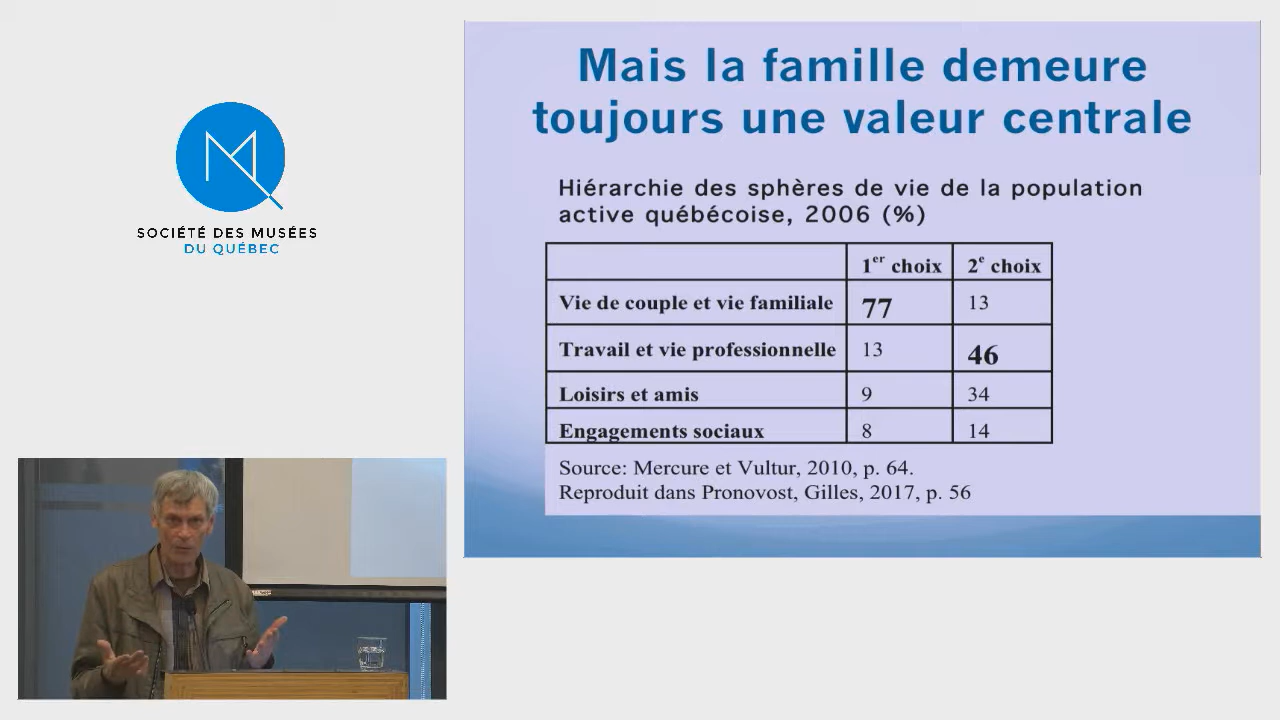 SOCIÉTÉ DES MUSÉES
DU QUÉBEC
Mais la famille demeure
toujours une valeur centrale
Hiérarchie des sphères de vie de la population
active québécoise, 2006 (%)
1er choix 2e choix
Vie de couple et vie familiale 77 13
Travail et vie professionnelle 13 46
Loisirs et amis 9 34
Engagements sociaux 8 14
Source: Mercure et Vultur, 2010, p. 64.
Reproduit dans Pronovost, Gilles, 2017, p. 56